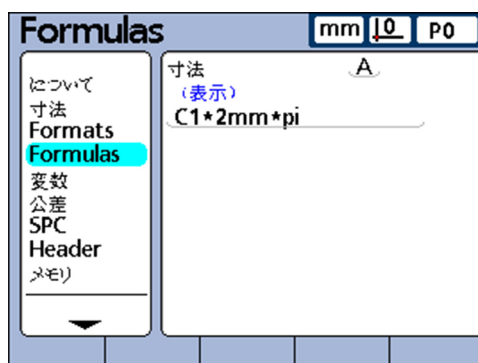 Formulas
mm
0
P0
について
寸法
Formats
Formulas
変数
公差
SPC
Header
メモリ
寸法
A
(表示)
C1*2mm*pi